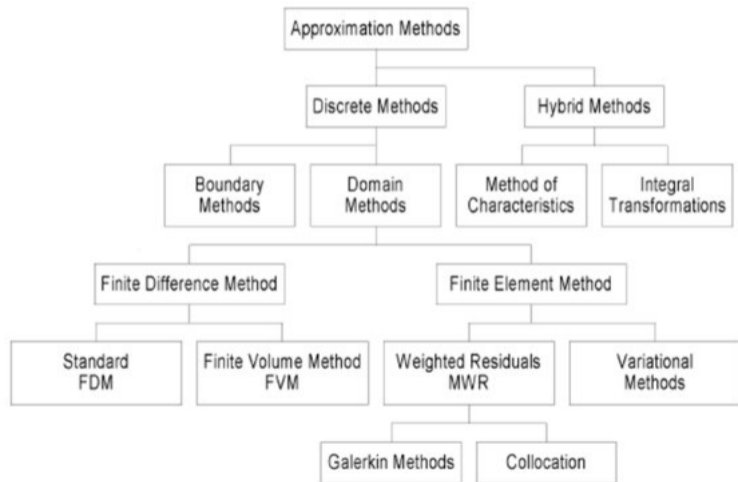 Approximation Methods
Discrete Methods
Hybrid Methods
Boundary
Methods
Domain
Methods
Method of
Characteristics
Integral
Transformations
Finite Difference Method
Finite Element Method
Standard
FDM
Finite Volume Method
FVM
Weighted Residuals
MWR
Variational
Methods
Galerkin Methods
Collocation